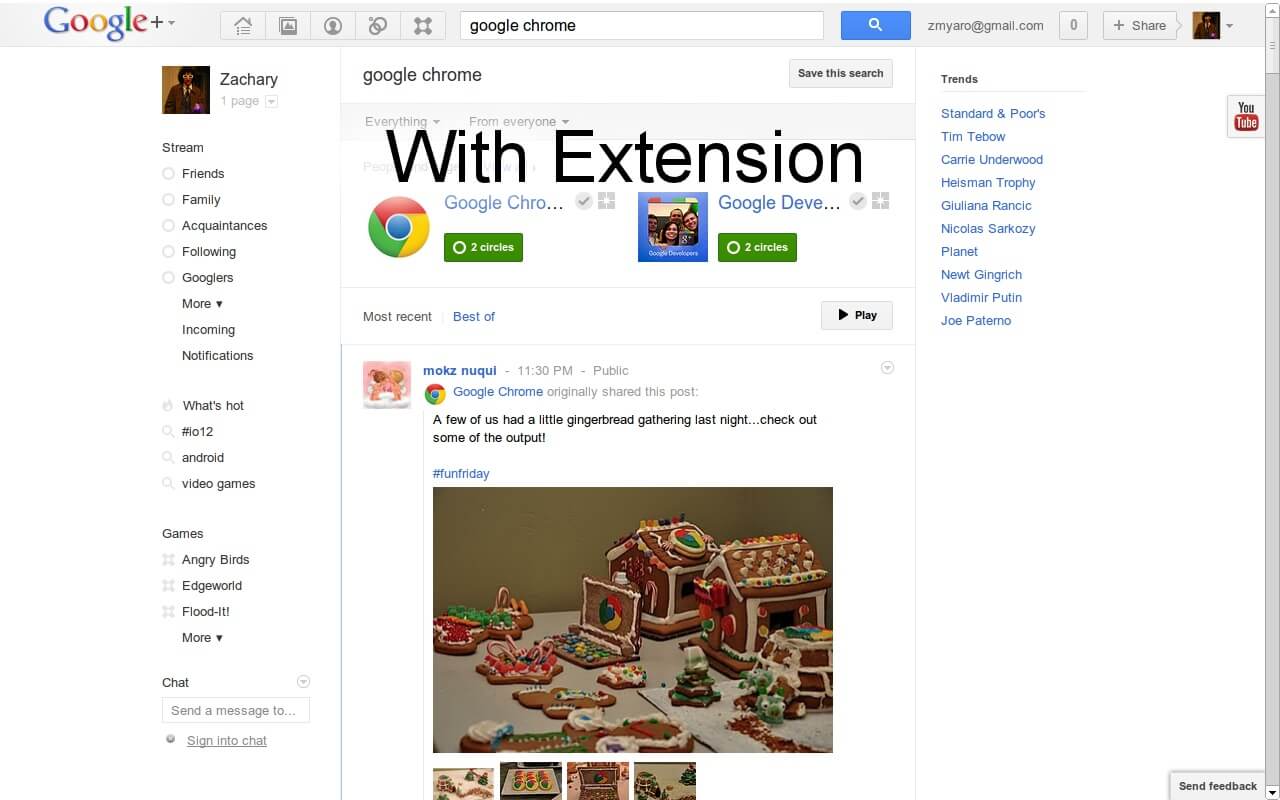 Google+
google chrome
zmyaro@gmail.com
0
+ Share
Zachary
1 page
Stream
Friends
Family
Acquaintances
Following
Googlers
More ▾
Incoming
Notifications
What's hot
#io12
android
video games
Games
Angry Birds
Edgeworld
Flood-It!
More ▾
Chat
Send a message to...
Sign into chat
google chrome
Save this search
Everything
From everyone
With Extension
Google Chro...
2 circles
Google Deve...
Google Developers
2 circles
Most recent
Best of
Play
mokz nuqui - 11:30 PM - Public
Google Chrome originally shared this post:
A few of us had a little gingerbread gathering last night...check out
some of the output!
#funfriday
Trends
Standard & Poor's
Tim Tebow
Carrie Underwood
Heisman Trophy
Giuliana Rancic
Nicolas Sarkozy
Planet
Newt Gingrich
Vladimir Putin
Joe Paterno
You
Tube
Send feedback